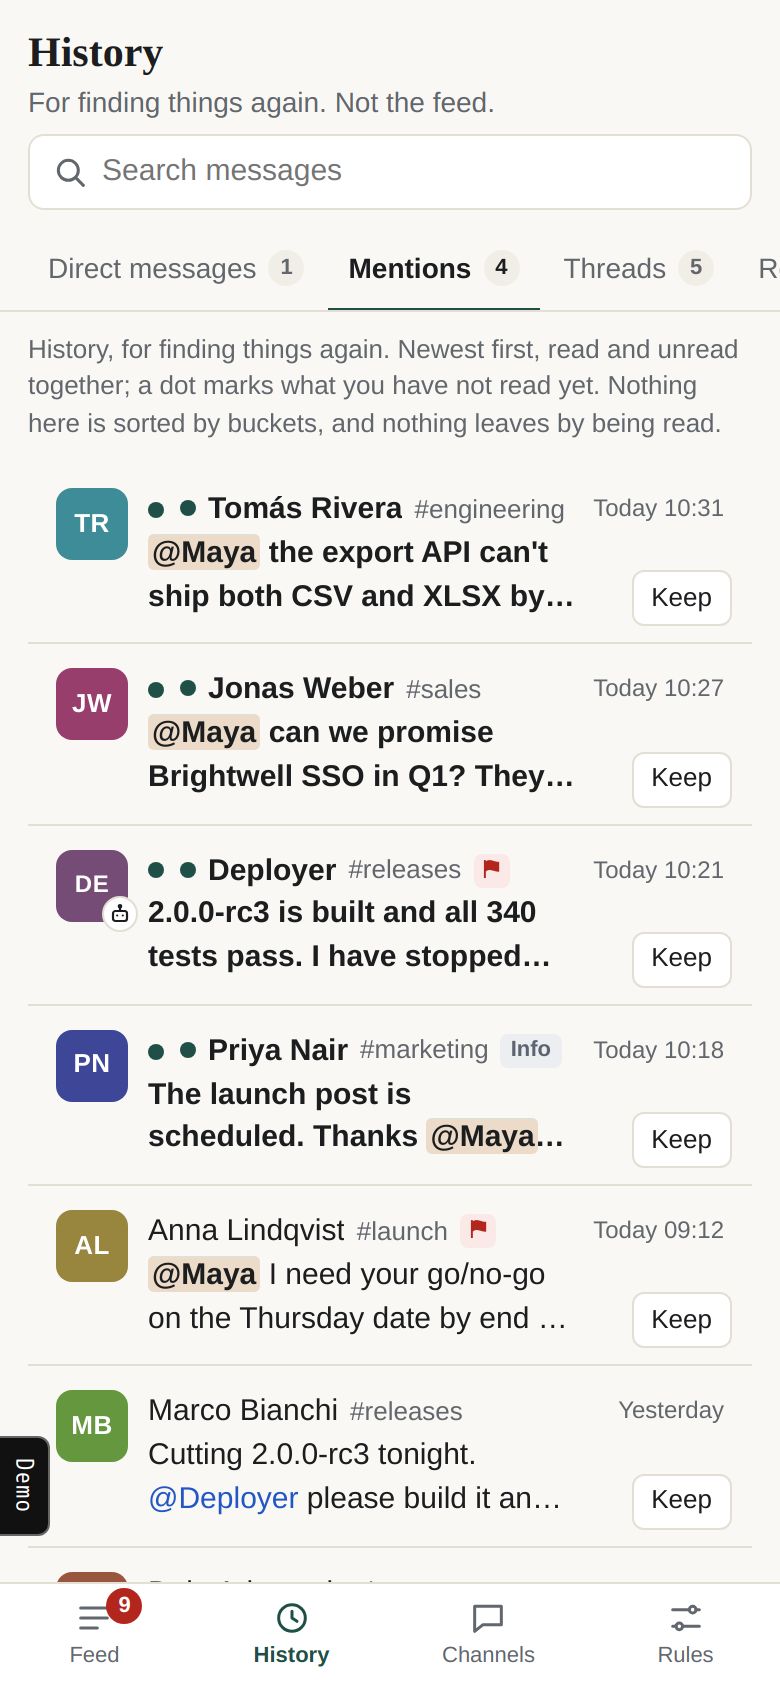 History
For finding things again. Not the feed.
Search messages
Direct messages 1 Mentions 4 Threads 5
History, for finding things again. Newest first, read and unread
together; a dot marks what you have not read yet. Nothing
here is sorted by buckets, and nothing leaves by being read.
TR Tomás Rivera #engineering Today 10:31
@Maya the export API can't
ship both CSV and XLSX by…
Keep
JW Jonas Weber #sales Today 10:27
@Maya can we promise
Brightwell SSO in Q1? They…
Keep
DE Deployer #releases Today 10:21
2.0.0-rc3 is built and all 340
tests pass. I have stopped…
Keep
PN Priya Nair #marketing Info Today 10:18
The launch post is
scheduled. Thanks @Maya…
Keep
AL Anna Lindqvist #launch Today 09:12
@Maya I need your go/no-go
on the Thursday date by end …
Keep
MB Marco Bianchi #releases Yesterday
Cutting 2.0.0-rc3 tonight.
@Deployer please build it an…
Keep
Demo
9
Feed History Channels Rules